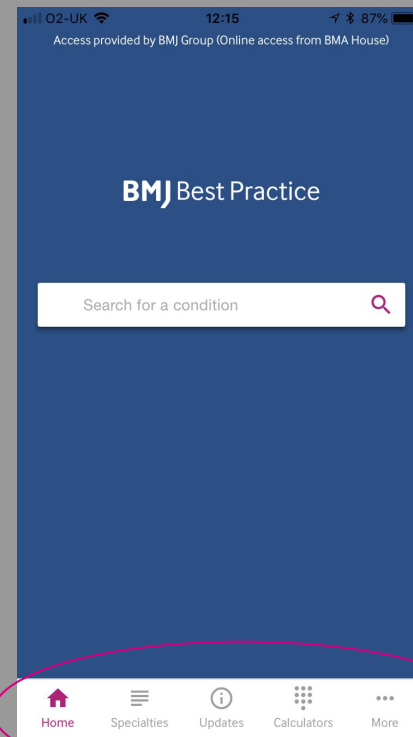 O2-UK 12:15 87%
Access provided by BMJ Group (Online access from BMA House)
BMJ Best Practice
Search for a condition
Home Specialties Updates Calculators More